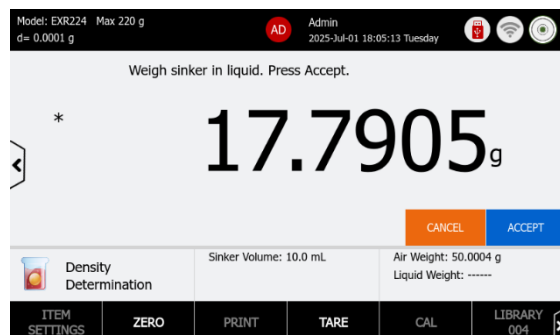 Model: EXR224 Max 220 g
d= 0.0001 g
AD
Admin
2025-Jul-01 18:05:13 Tuesday
Weigh sinker in liquid. Press Accept.
*
17.7905 g
CANCEL
ACCEPT
Density
Determination
Sinker Volume: 10.0 mL
Air Weight: 50.0004 g
Liquid Weight: ------
ITEM
SETTINGS
ZERO
PRINT
TARE
CAL
LIBRARY
004